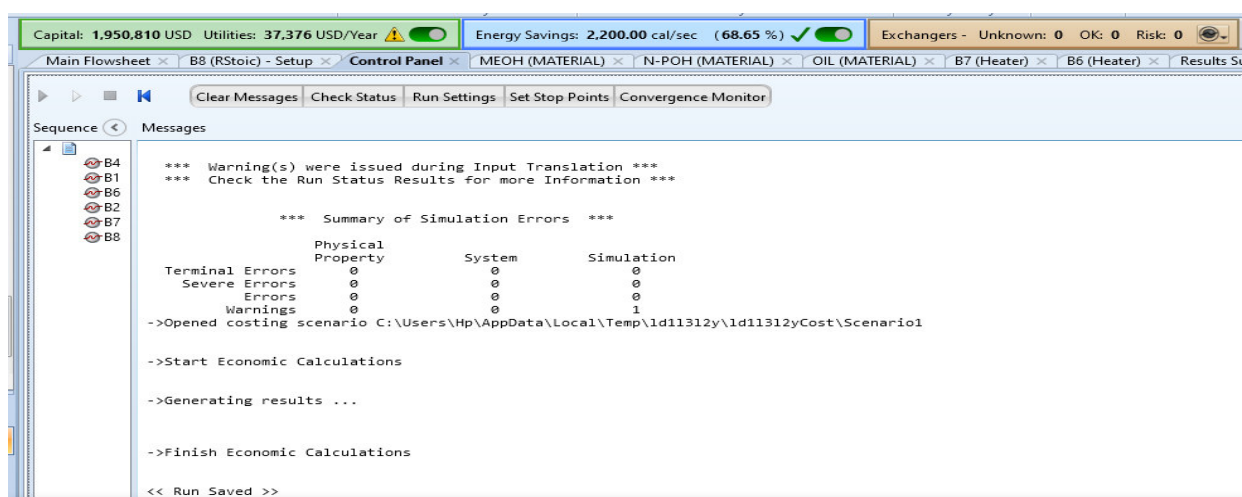 Capital: 1,950,810 USD Utilities: 37,376 USD/Year Energy Savings: 2,200.00 cal/sec (68.65 %) Exchangers - Unknown: 0 OK: 0 Risk: 0
Main Flowsheet × B8 (RStoic) - Setup × Control Panel × MEOH (MATERIAL) × N-POH (MATERIAL) × OIL (MATERIAL) × B7 (Heater) × B6 (Heater) × Results Su
Clear Messages Check Status Run Settings Set Stop Points Convergence Monitor
Sequence Messages
B4
B1
B6
B2
B7
B8
*** Warning(s) were issued during Input Translation ***
*** Check the Run Status Results for more Information ***
*** Summary of Simulation Errors ***
Physical
Property System Simulation
Terminal Errors 0 0 0
Severe Errors 0 0 0
Errors 0 0 0
Warnings 0 0 1
->Opened costing scenario C:\Users\Hp\AppData\Local\Temp\ld11312y\ld11312yCost\Scenario1
->Start Economic Calculations
->Generating results ...
->Finish Economic Calculations
<< Run Saved >>